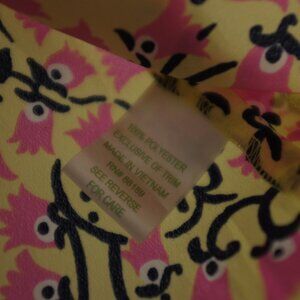 100% POLYESTER
EXCLUSIVE OF TRIM
MADE IN VIETNAM
SEE REVERSE
FOR CARE